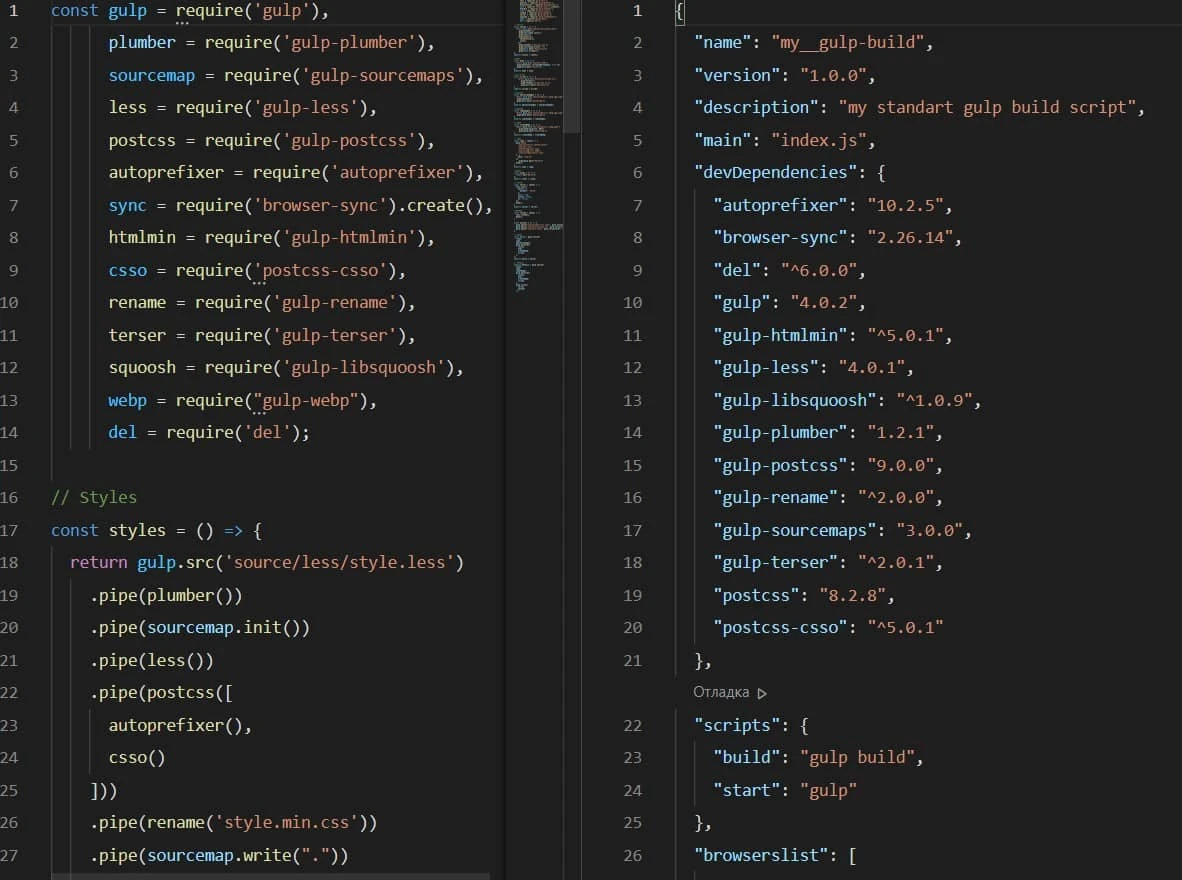 1 const gulp = require('gulp'),
2 plumber = require('gulp-plumber'),
3 sourcemap = require('gulp-sourcemaps'),
4 less = require('gulp-less'),
5 postcss = require('gulp-postcss'),
6 autoprefixer = require('autoprefixer'),
7 sync = require('browser-sync').create(),
8 htmlmin = require('gulp-htmlmin'),
9 csso = require('postcss-csso'),
10 rename = require('gulp-rename'),
11 terser = require('gulp-terser'),
12 squoosh = require('gulp-libsquoosh'),
13 webp = require("gulp-webp"),
14 del = require('del');
15
16 // Styles
17 const styles = () => {
18 return gulp.src('source/less/style.less')
19 .pipe(plumber())
20 .pipe(sourcemap.init())
21 .pipe(less())
22 .pipe(postcss([
23 autoprefixer(),
24 csso()
25 ]))
26 .pipe(rename('style.min.css'))
27 .pipe(sourcemap.write("."))
1 {
2 "name": "my__gulp-build",
3 "version": "1.0.0",
4 "description": "my standart gulp build script",
5 "main": "index.js",
6 "devDependencies": {
7 "autoprefixer": "10.2.5",
8 "browser-sync": "2.26.14",
9 "del": "^6.0.0",
10 "gulp": "4.0.2",
11 "gulp-htmlmin": "^5.0.1",
12 "gulp-less": "4.0.1",
13 "gulp-libsquoosh": "^1.0.9",
14 "gulp-plumber": "1.2.1",
15 "gulp-postcss": "9.0.0",
16 "gulp-rename": "^2.0.0",
17 "gulp-sourcemaps": "3.0.0",
18 "gulp-terser": "^2.0.1",
19 "postcss": "8.2.8",
20 "postcss-csso": "^5.0.1"
21 },
Отладка
22 "scripts": {
23 "build": "gulp build",
24 "start": "gulp"
25 },
26 "browserslist": [